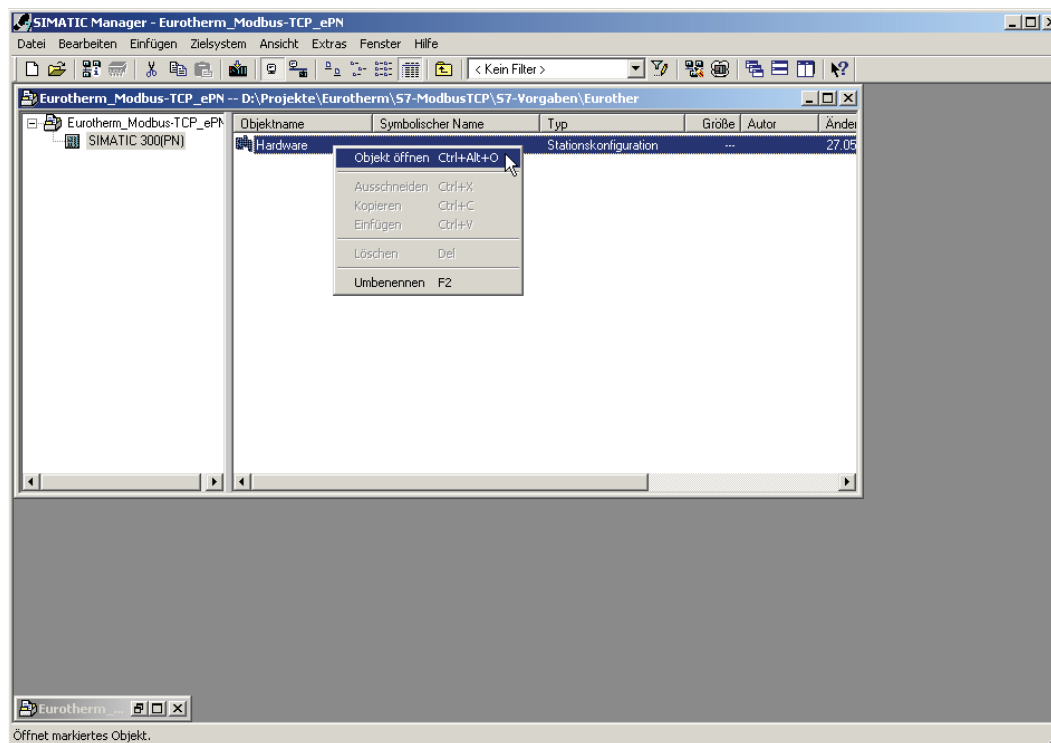 SIMATIC Manager - Eurotherm_Modbus-TCP_ePN
Datei Bearbeiten Einfügen Zielsystem Ansicht Extras Fenster Hilfe
< Kein Filter >
Eurotherm_Modbus-TCP_ePN -- D:\Projekte\Eurotherm\S7-ModbusTCP\S7-Vorgaben\Eurother
Eurotherm_Modbus-TCP_ePN
SIMATIC 300(PN)
Objektname Symbolischer Name Typ Größe Autor Änder
Hardware Stationskonfiguration --- 27.05
Objekt öffnen Ctrl+Alt+O
Ausschneiden Ctrl+X
Kopieren Ctrl+C
Einfügen Ctrl+V
Löschen Del
Umbenennen F2
Eurotherm_...
Öffnet markiertes Objekt.